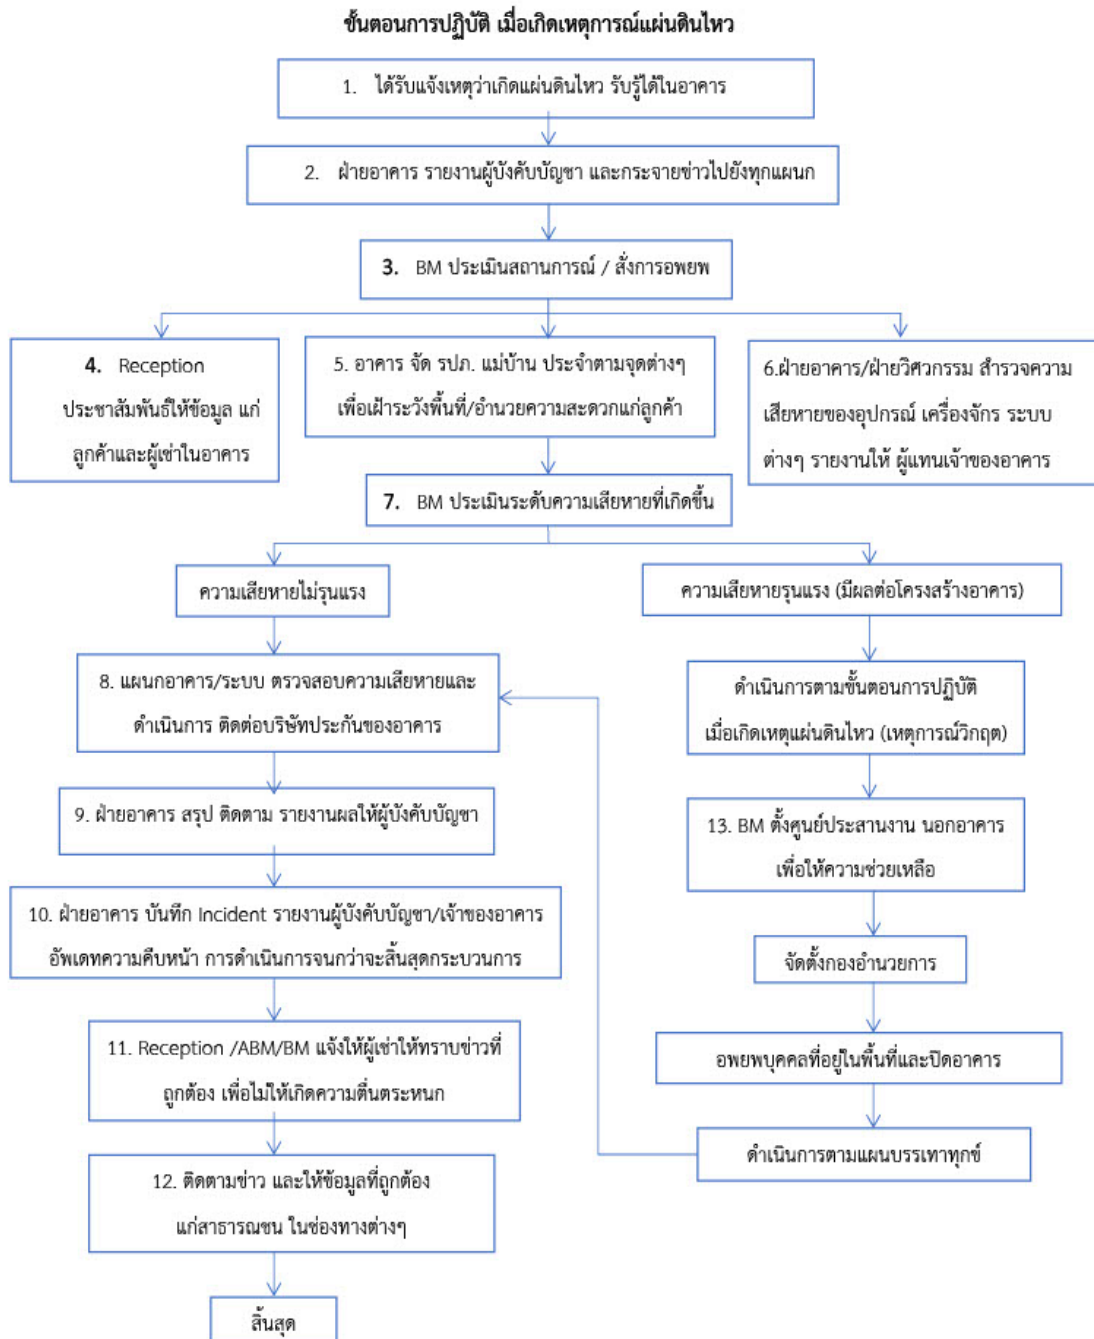 ขั้นตอนการปฏิบัติ เมื่อเกิดเหตุการณ์แผ่นดินไหว
1. ได้รับแจ้งเหตุว่าเกิดแผ่นดินไหว รับรู้ได้ในอาคาร
2. ฝ่ายอาคาร รายงานผู้บังคับบัญชา และกระจายข่าวไปยังทุกแผนก
3. BM ประเมินสถานการณ์ / สั่งการอพยพ
4. Reception
ประชาสัมพันธ์ให้ข้อมูล แก่
ลูกค้าและผู้เช่าในอาคาร
5. อาคาร จัด รปภ. แม่บ้าน ประจำตามจุดต่างๆ
เพื่อเฝ้าระวังพื้นที่/อำนวยความสะดวกแก่ลูกค้า
6.ฝ่ายอาคาร/ฝ่ายวิศวกรรม สำรวจความ
เสียหายของอุปกรณ์ เครื่องจักร ระบบ
ต่างๆ รายงานให้ ผู้แทนเจ้าของอาคาร
7. BM ประเมินระดับความเสียหายที่เกิดขึ้น
ความเสียหายไม่รุนแรง
ความเสียหายรุนแรง (มีผลต่อโครงสร้างอาคาร)
8. แผนกอาคาร/ระบบ ตรวจสอบความเสียหายและ
ดำเนินการ ติดต่อบริษัทประกันของอาคาร
ดำเนินการตามขั้นตอนการปฏิบัติ
เมื่อเกิดเหตุแผ่นดินไหว (เหตุการณ์วิกฤต)
9. ฝ่ายอาคาร สรุป ติดตาม รายงานผลให้ผู้บังคับบัญชา
13. BM ตั้งศูนย์ประสานงาน นอกอาคาร
เพื่อให้ความช่วยเหลือ
10. ฝ่ายอาคาร บันทึก Incident รายงานผู้บังคับบัญชา/เจ้าของอาคาร
อัพเดทความคืบหน้า การดำเนินการจนกว่าจะสิ้นสุดกระบวนการ
จัดตั้งกองอำนวยการ
11. Reception /ABM/BM แจ้งให้ผู้เช่าให้ทราบข่าวที่
ถูกต้อง เพื่อไม่ให้เกิดความตื่นตระหนก
อพยพบุคคลที่อยู่ในพื้นที่และปิดอาคาร
ดำเนินการตามแผนบรรเทาทุกข์
12. ติดตามข่าว และให้ข้อมูลที่ถูกต้อง
แก่สาธารณชน ในช่องทางต่างๆ
สิ้นสุด